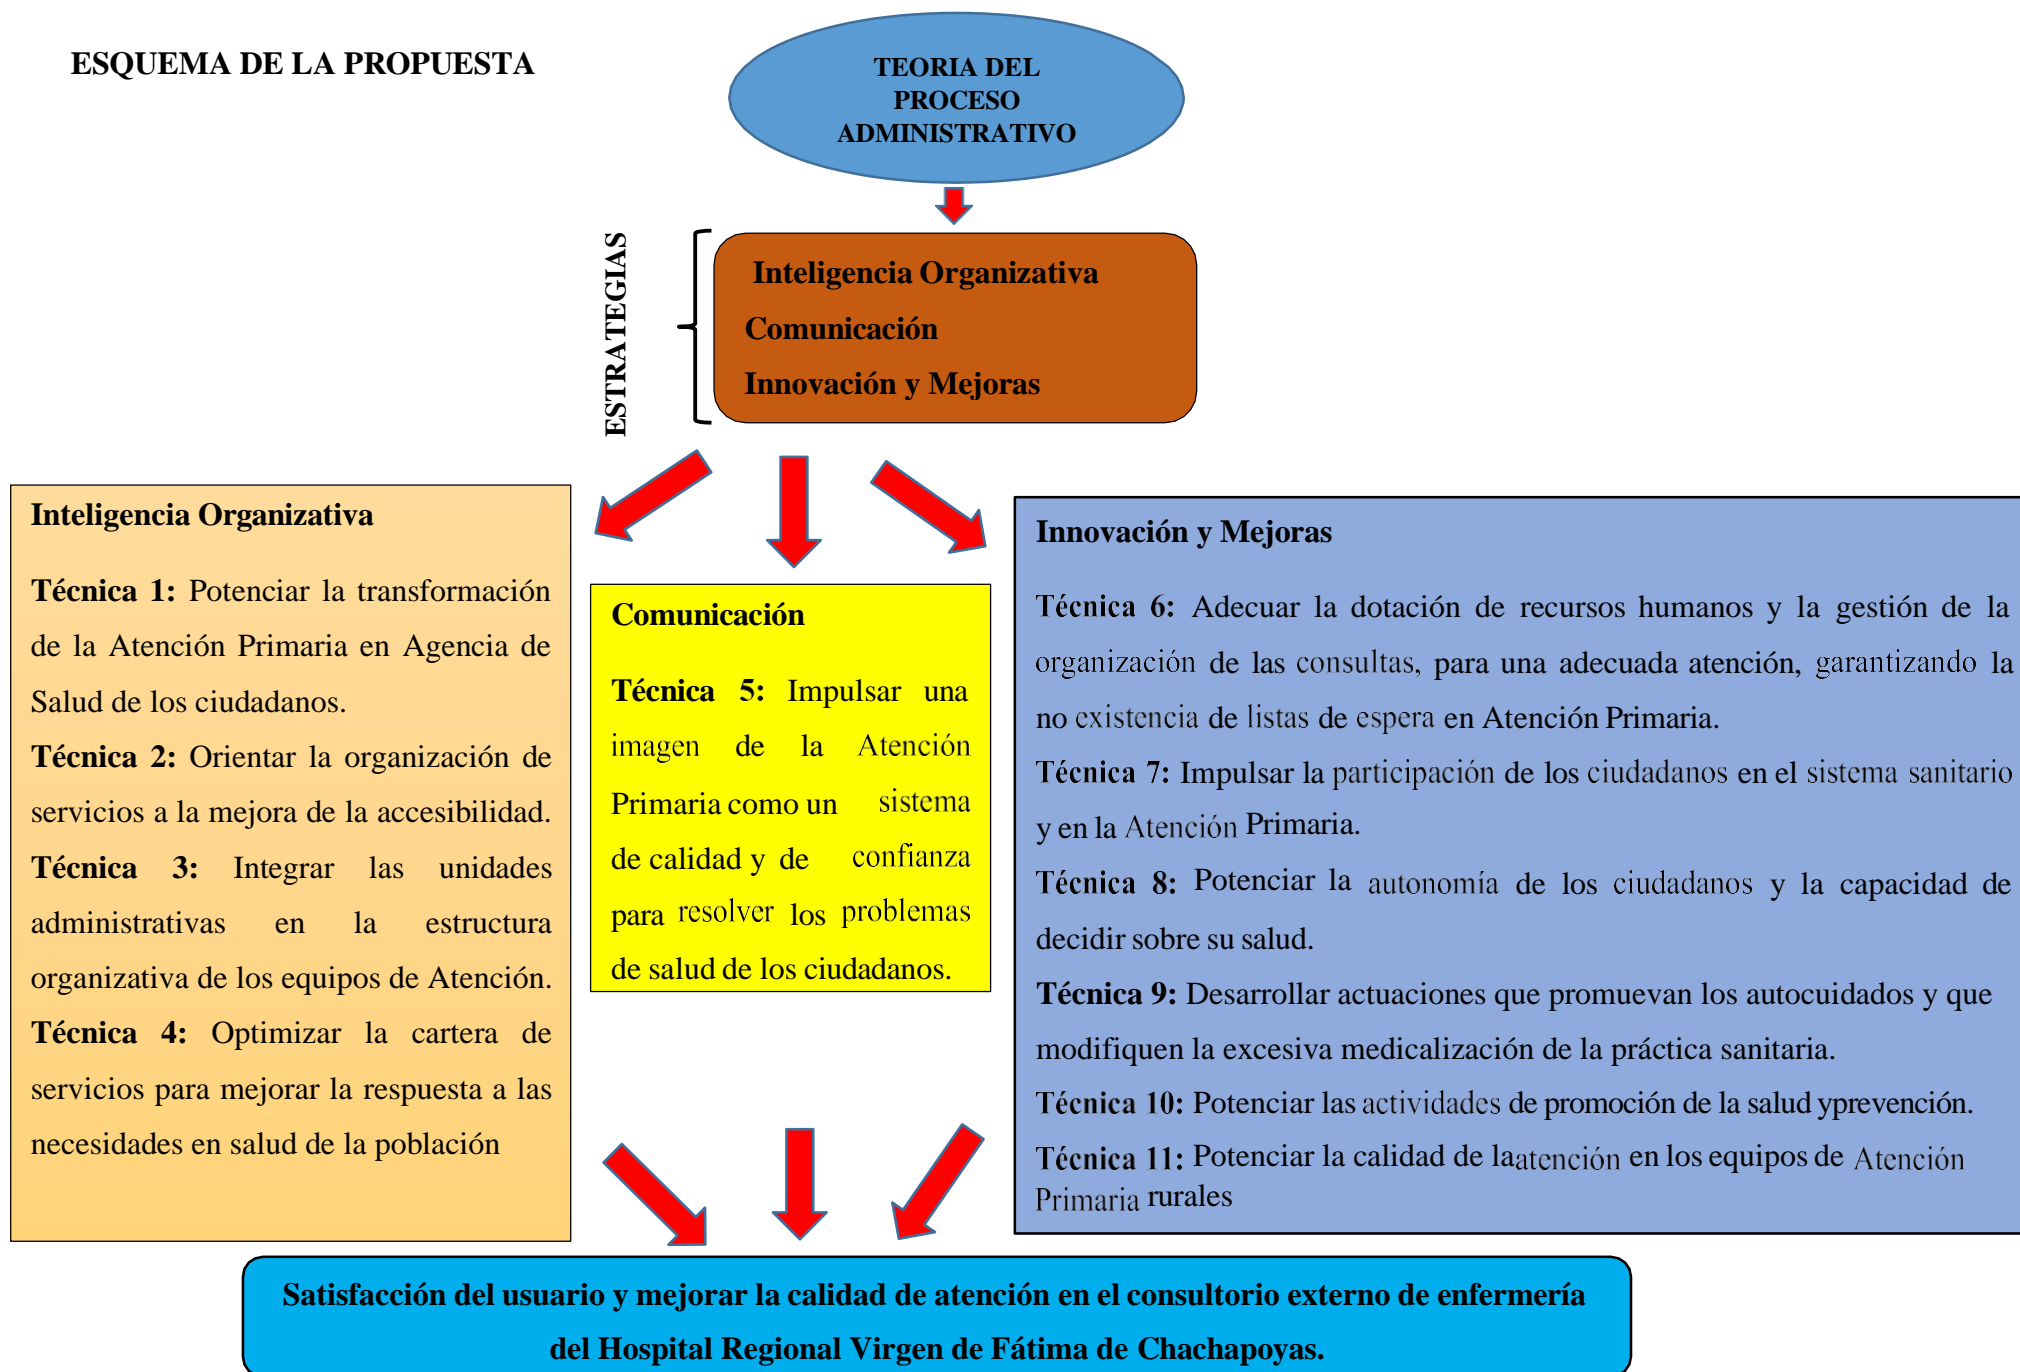 ESQUEMA DE LA PROPUESTA
TEORIA DEL
PROCESO
ADMINISTRATIVO
ESTRATEGIAS
Inteligencia Organizativa
Comunicación
Innovación y Mejoras
Inteligencia Organizativa
Técnica 1: Potenciar la transformación
de la Atención Primaria en Agencia de
Salud de los ciudadanos.
Técnica 2: Orientar la organización de
servicios a la mejora de la accesibilidad.
Técnica 3: Integrar las unidades
administrativas en la estructura
organizativa de los equipos de Atención.
Técnica 4: Optimizar la cartera de
servicios para mejorar la respuesta a las
necesidades en salud de la población
Comunicación
Técnica 5: Impulsar una
imagen de la Atención
Primaria como un sistema
de calidad y de confianza
para resolver los problemas
de salud de los ciudadanos.
Innovación y Mejoras
Técnica 6: Adecuar la dotación de recursos humanos y la gestión de la
organización de las consultas, para una adecuada atención, garantizando la
no existencia de listas de espera en Atención Primaria.
Técnica 7: Impulsar la participación de los ciudadanos en el sistema sanitario
y en la Atención Primaria.
Técnica 8: Potenciar la autonomía de los ciudadanos y la capacidad de
decidir sobre su salud.
Técnica 9: Desarrollar actuaciones que promuevan los autocuidados y que
modifiquen la excesiva medicalización de la práctica sanitaria.
Técnica 10: Potenciar las actividades de promoción de la salud yprevención.
Técnica 11: Potenciar la calidad de laatención en los equipos de Atención
Primaria rurales
Satisfacción del usuario y mejorar la calidad de atención en el consultorio externo de enfermería
del Hospital Regional Virgen de Fátima de Chachapoyas.